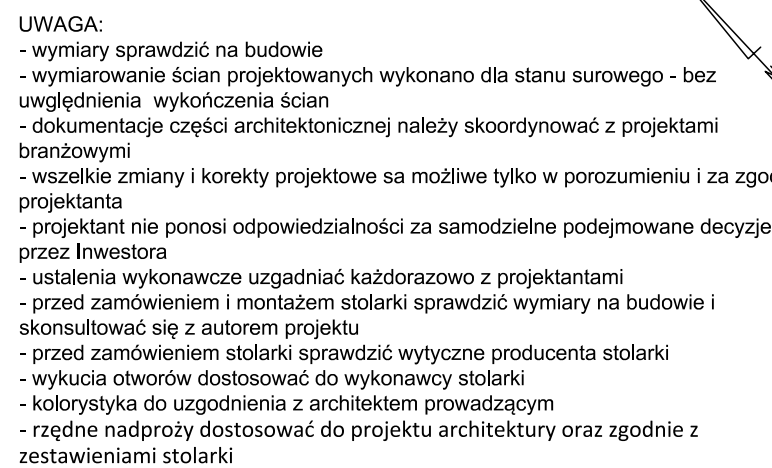 UWAGA:
- wymiary sprawdzić na budowie
- wymiarowanie ścian projektowanych wykonano dla stanu surowego - bez
uwględnienia wykończenia ścian
- dokumentacje części architektonicznej należy skoordynować z projektami
branżowymi
- wszelkie zmiany i korekty projektowe sa możliwe tylko w porozumieniu i za
projektanta
- projektant nie ponosi odpowiedzialności za samodzielne podejmowane decyzje
przez Inwestora
- ustalenia wykonawcze uzgadniać każdorazowo z projektantami
- przed zamówieniem i montażem stolarki sprawdzić wymiary na budowie i
skonsultować się z autorem projektu
- przed zamówieniem stolarki sprawdzić wytyczne producenta stolarki
- wykucia otworów dostosować do wykonawcy stolarki
- kolorystyka do uzgodnienia z architektem prowadzącym
- rzędne nadproży dostosować do projektu architektury oraz zgodnie z
zestawieniami stolarki